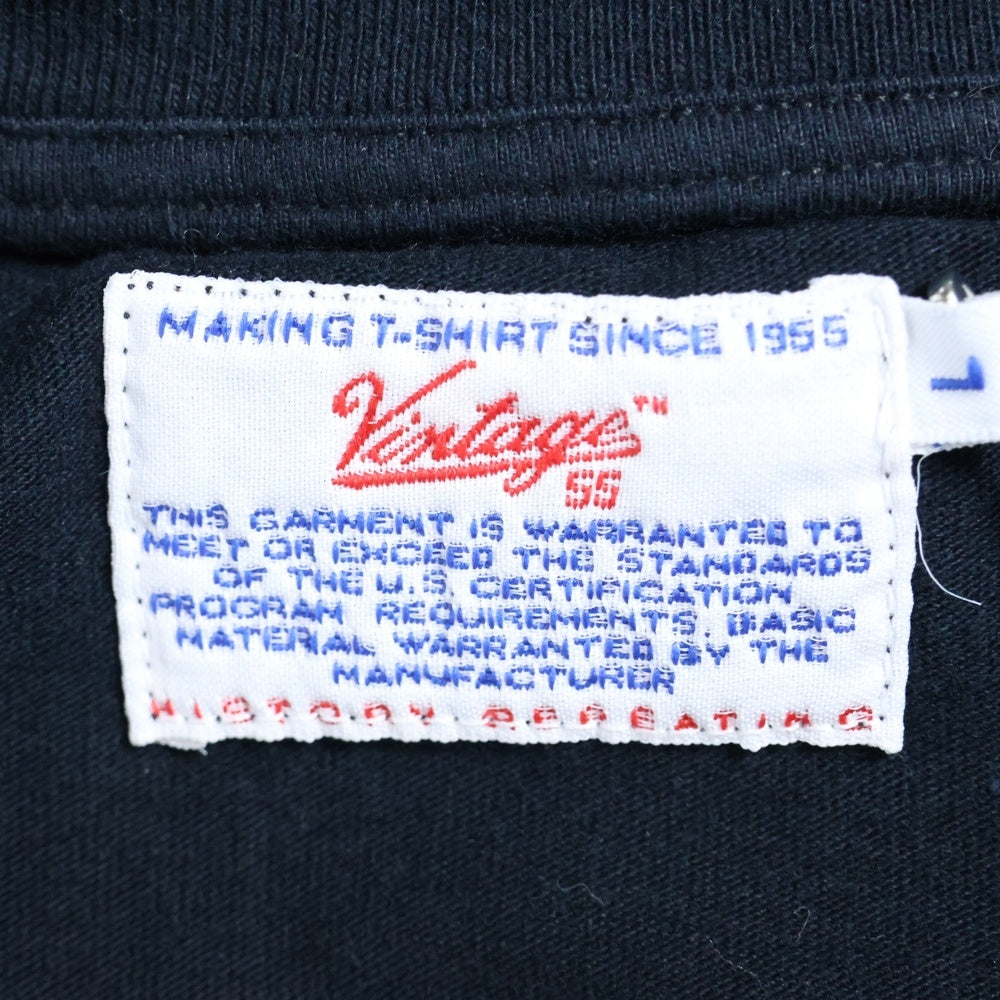 MAKING T-SHIRT SINCE 1955
Vintage™
55
L
THIS GARMENT IS WARRANTED TO
MEET OR EXCEED THE STANDARDS
OF THE U.S. CERTIFICATION
PROGRAM REQUIREMENTS. BASIC
MATERIAL WARRANTED BY THE
MANUFACTURER
HISTORY REPEATING